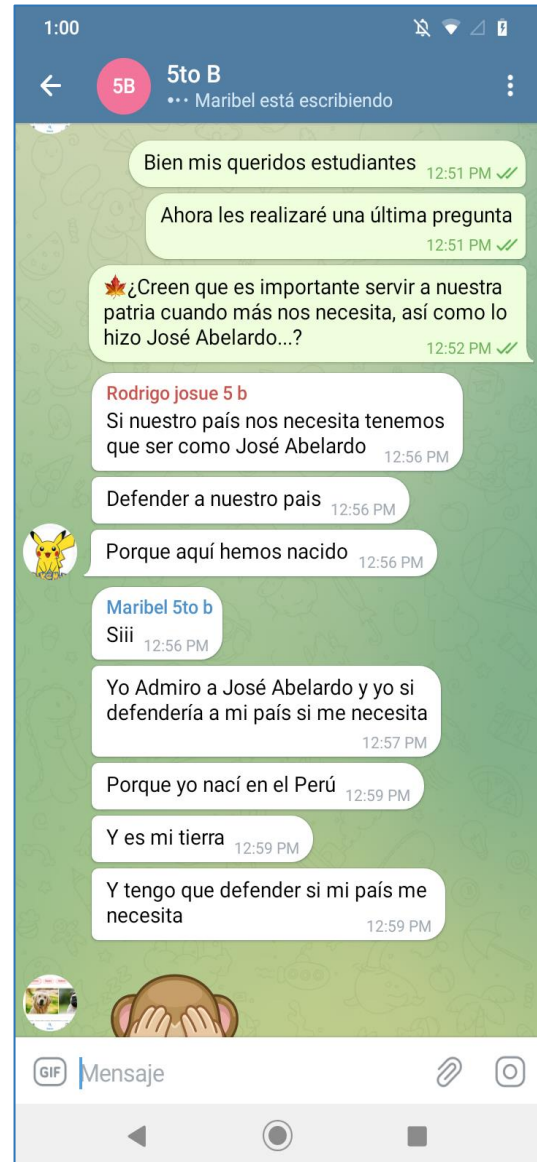 1:00
5B
5to B
Maribel está escribiendo
Bien mis queridos estudiantes 12:51 PM
Ahora les realizaré una última pregunta
12:51 PM
🍁¿Creen que es importante servir a nuestra
patria cuando más nos necesita, así como lo
hizo José Abelardo...?
12:52 PM
Rodrigo josue 5 b
Si nuestro país nos necesita tenemos
que ser como José Abelardo 12:56 PM
Defender a nuestro pais 12:56 PM
Porque aquí hemos nacido 12:56 PM
Maribel 5to b
Siii 12:56 PM
Yo Admiro a José Abelardo y yo si
defendería a mi país si me necesita
12:57 PM
Porque yo nací en el Perú 12:59 PM
Y es mi tierra 12:59 PM
Y tengo que defender si mi país me
necesita 12:59 PM
GIF Mensaje